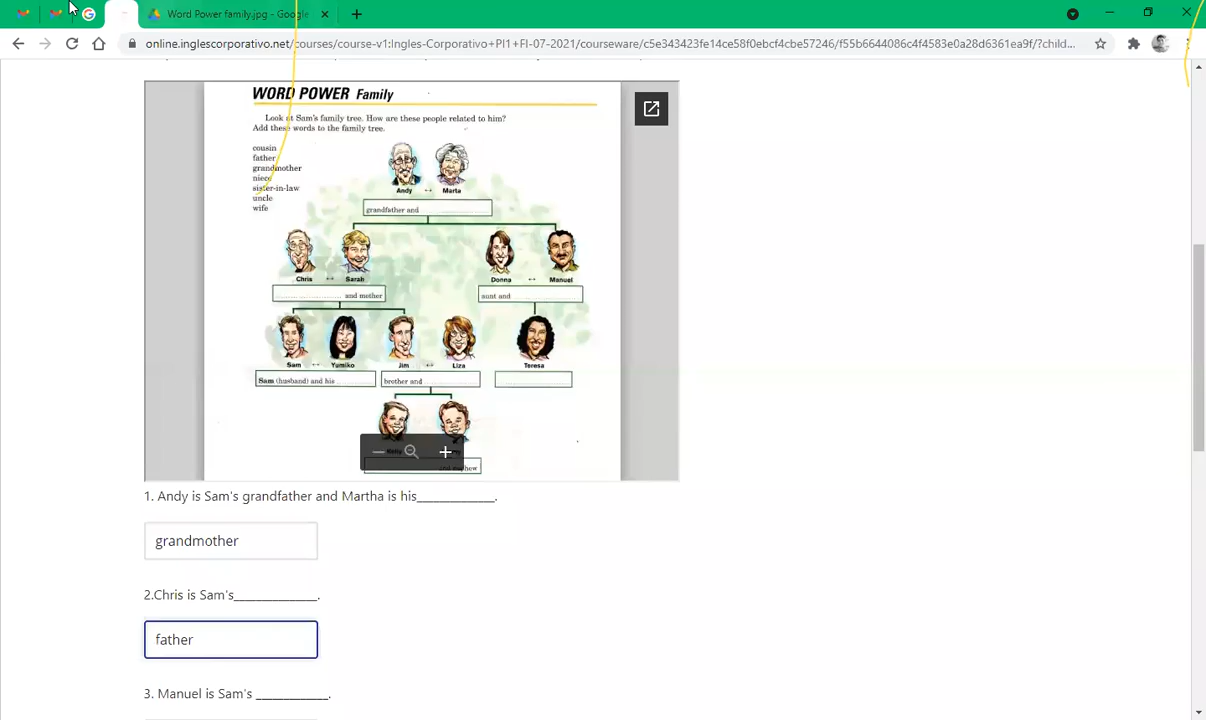 Word Power family.jpg - Google
online.inglescorporativo.net/courses/course-v1:Ingles-Corporativo+PI1+FI-07-2021/courseware/c5e343423fe14ce58f0ebcf4cbe57246/f55b6644086c4f4583e0a28d6361ea9f/?child...
WORD POWER Family
Look at Sam's family tree. How are these people related to him?
Add these words to the family tree.
cousin
father
grandmother
niece
sister-in-law
uncle
wife
Andy ↔ Marta
grandfather and ..............
Chris ↔ Sarah
Donna ↔ Manuel
.............. and mother
aunt and ..............
Sam ↔ Yumiko
Jim ↔ Liza
Teresa
Sam (husband) and his ..............
brother and ..............
..............
and nephew
1. Andy is Sam's grandfather and Martha is his_____________.
grandmother
2.Chris is Sam's______________.
father
3. Manuel is Sam's ____________.